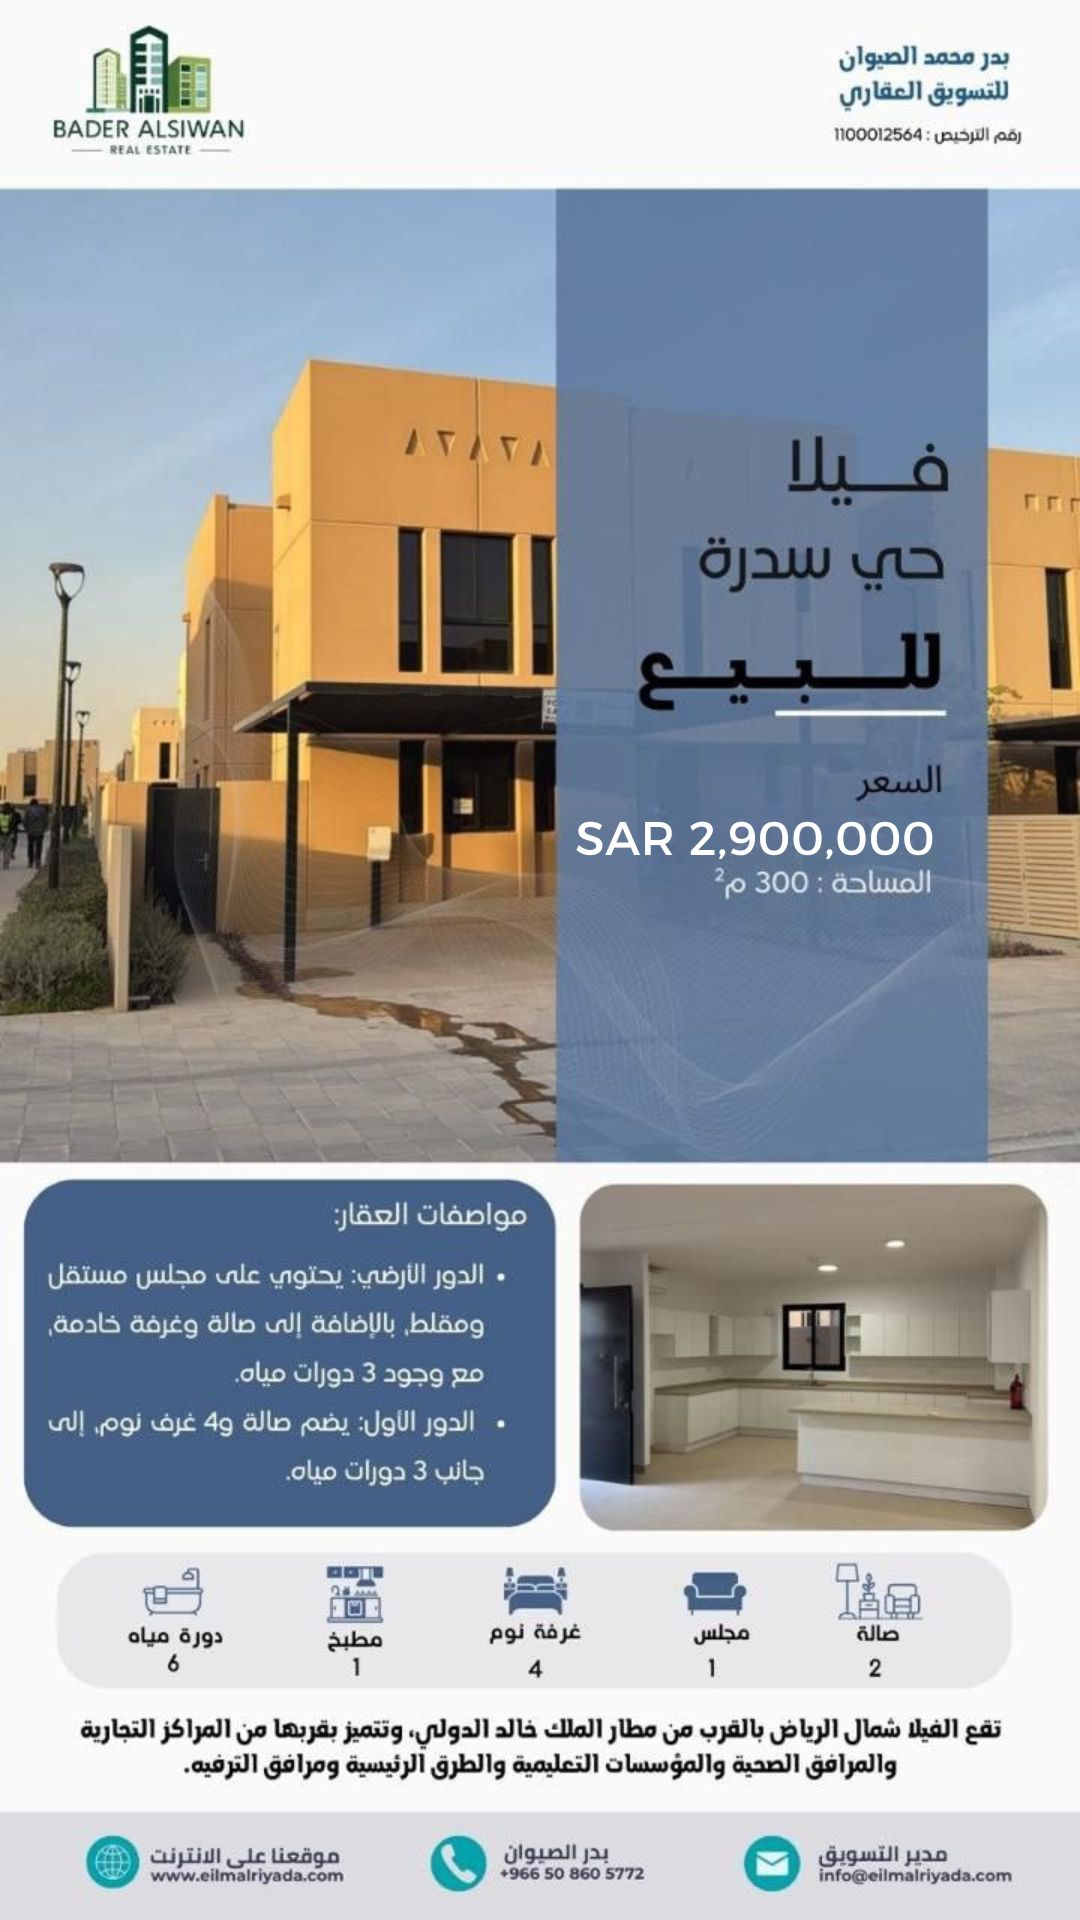 BADER ALSIWAN
REAL ESTATE
بدر محمد الصيوان
للتسويق العقاري
رقم الترخيص : 1100012564
فيلا
حي سدرة
للبيع
السعر
SAR 2,900,000
المساحة : 300 م²
مواصفات العقار:
• الدور الأرضي: يحتوي على مجلس مستقل
ومقلط, بالإضافة إلى صالة وغرفة خادمة,
مع وجود 3 دورات مياه.
• الدور الأول: يضم صالة و4 غرف نوم, إلى
جانب 3 دورات مياه.
صالة
2
مجلس
1
غرفة نوم
4
مطبخ
1
دورة مياه
6
تقع الفيلا شمال الرياض بالقرب من مطار الملك خالد الدولي، وتتميز بقربها من المراكز التجارية
والمرافق الصحية والمؤسسات التعليمية والطرق الرئيسية ومرافق الترفيه.
مدير التسويق
info@eilmalriyada.com
بدر الصيوان
+966 50 860 5772
موقعنا على الانترنت
www.eilmalriyada.com